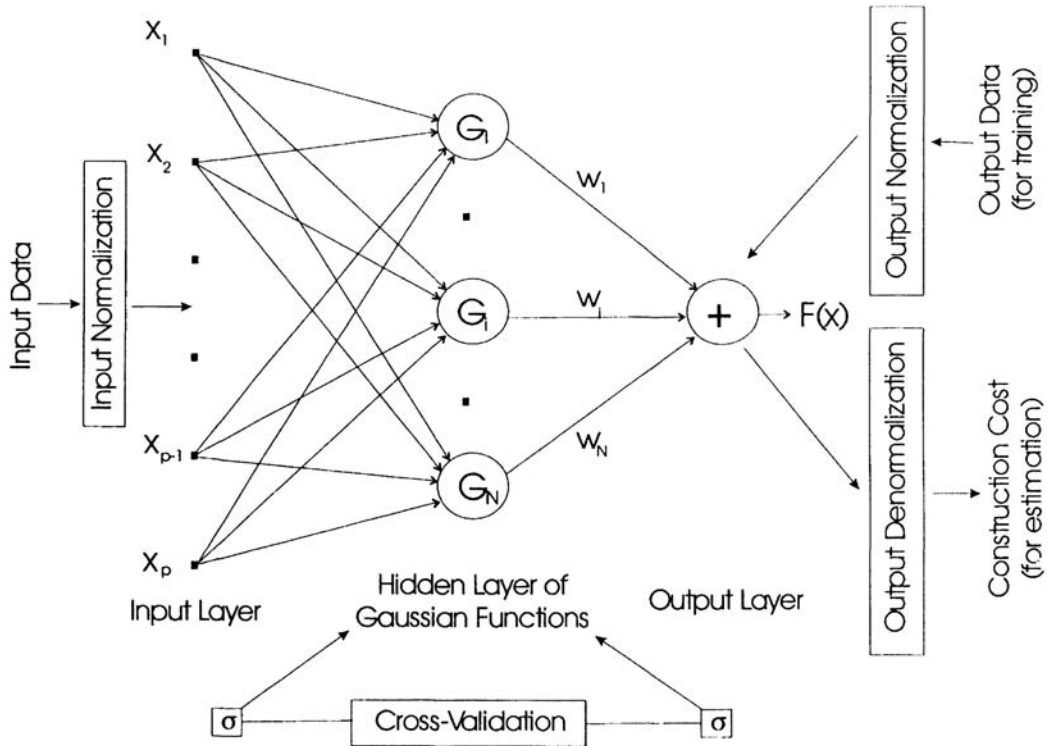 Input Data
Input Normalization
X1
X2
Xp-1
Xp
Input Layer
G1
Gi
GN
Hidden Layer of
Gaussian Functions
W1
Wi
WN
+
F(x)
Output Layer
Output Normalization
Output Data
(for training)
Output Denormalization
Construction Cost
(for estimation)
σ
Cross-Validation
σ